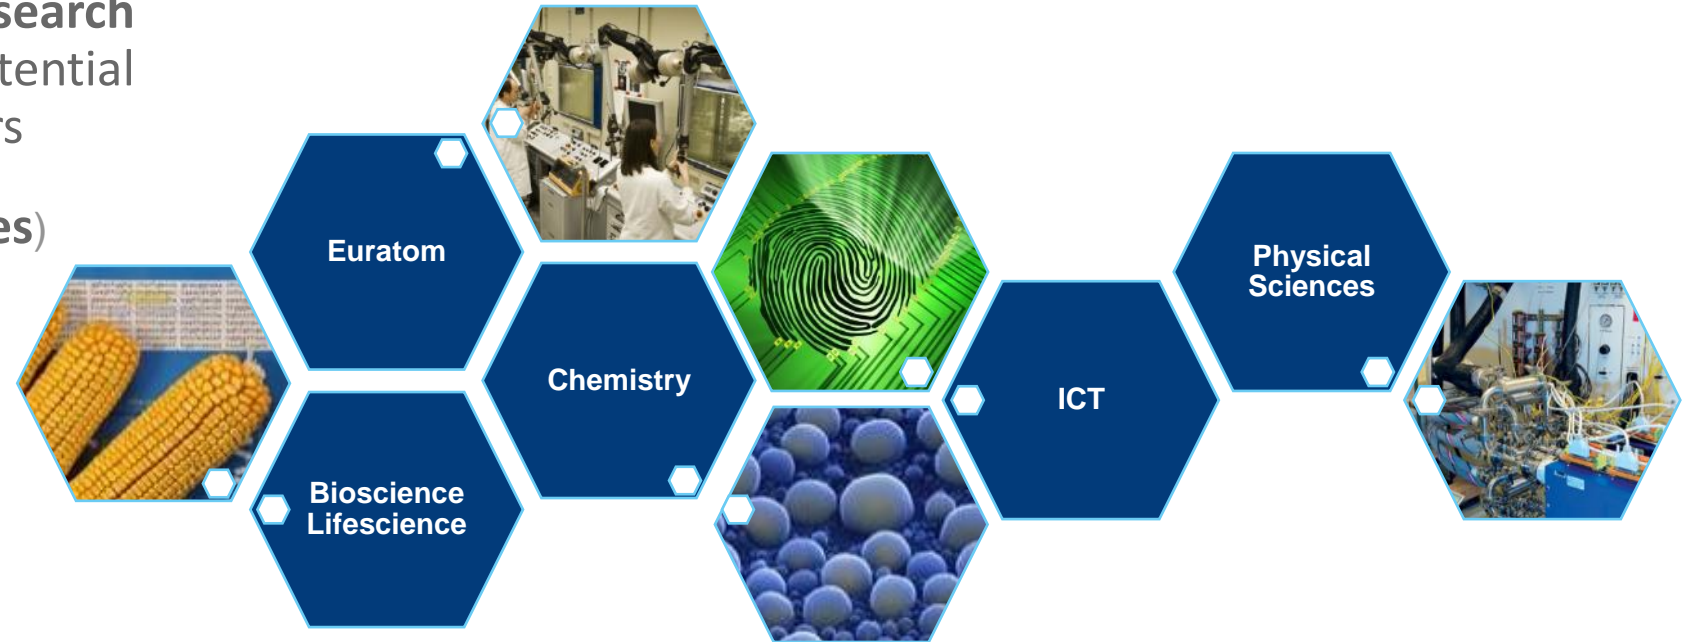 search
tential
rs
es)
Euratom
Physical
Sciences
Chemistry
ICT
Bioscience
Lifescience